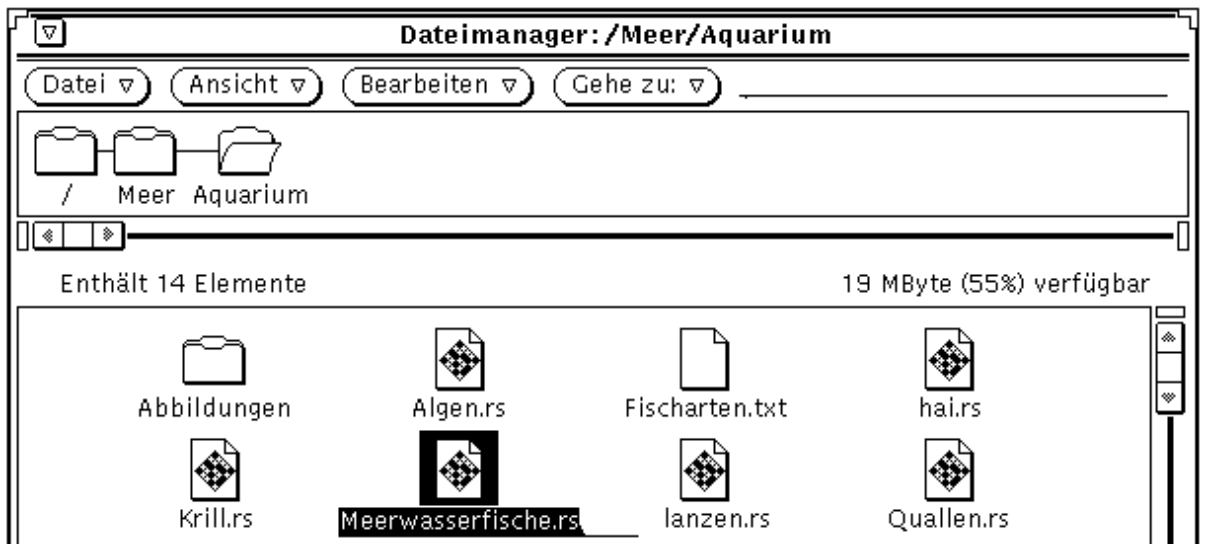 Dateimanager:/Meer/Aquarium
Datei Ansicht Bearbeiten Gehe zu:
/ Meer Aquarium
Enthält 14 Elemente 19 MByte (55%) verfügbar
Abbildungen Algen.rs Fischarten.txt hai.rs
Krill.rs Meerwasserfische.rs lanzen.rs Quallen.rs